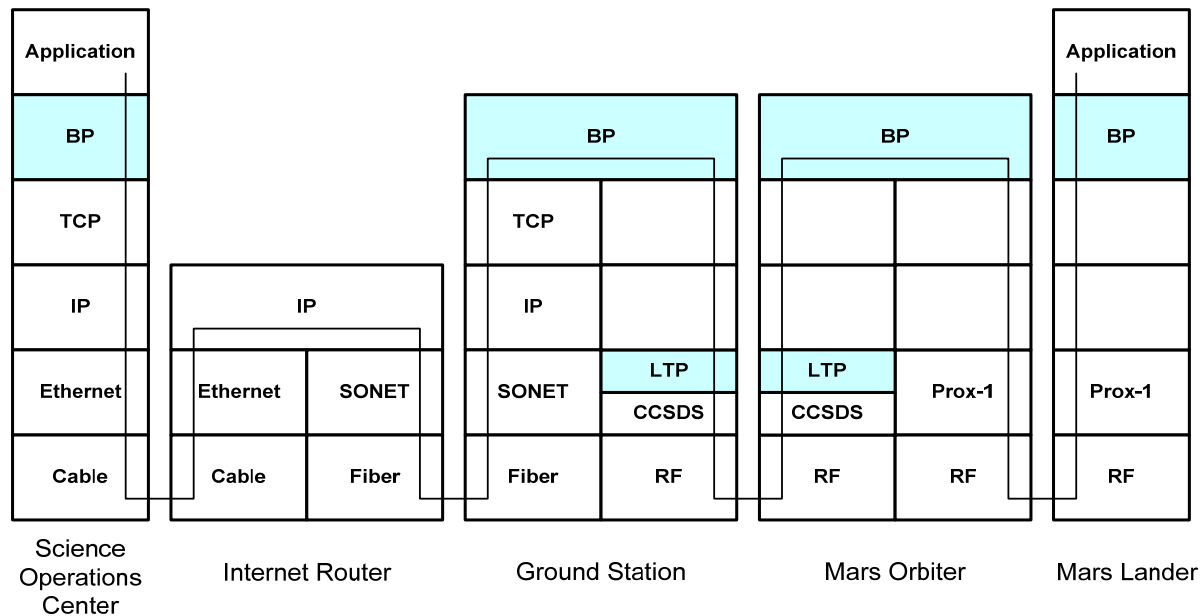 Application
Application
BP
BP
BP
BP
TCP
TCP
IP
IP
IP
Ethernet
Ethernet
SONET
SONET
LTP
CCSDS
LTP
CCSDS
Prox-1
Prox-1
Cable
Cable
Fiber
Fiber
RF
RF
RF
RF
Science
Operations
Center
Internet Router
Ground Station
Mars Orbiter
Mars Lander